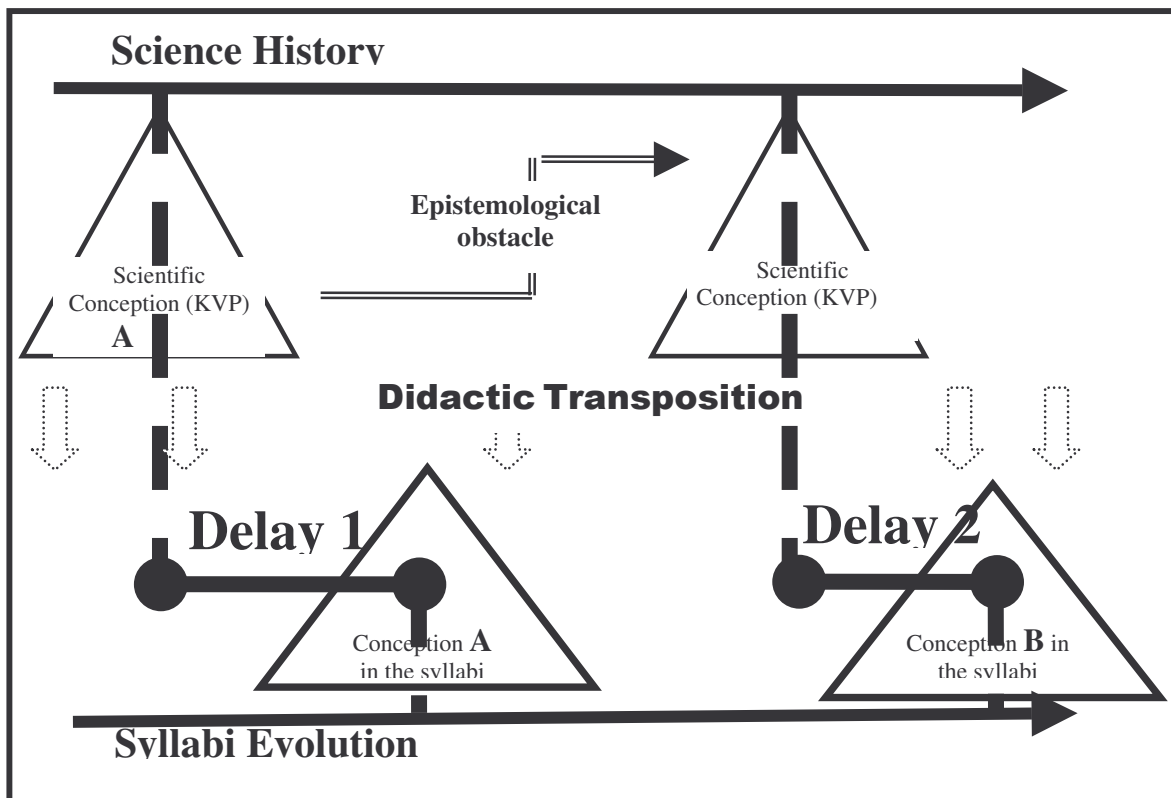 Science History
Epistemological
obstacle
Scientific
Conception (KVP)
A
Scientific
Conception (KVP)
Didactic Transposition
Delay 1
Delay 2
Conception A
in the syllabi
Conception B in
the syllabi
Syllabi Evolution